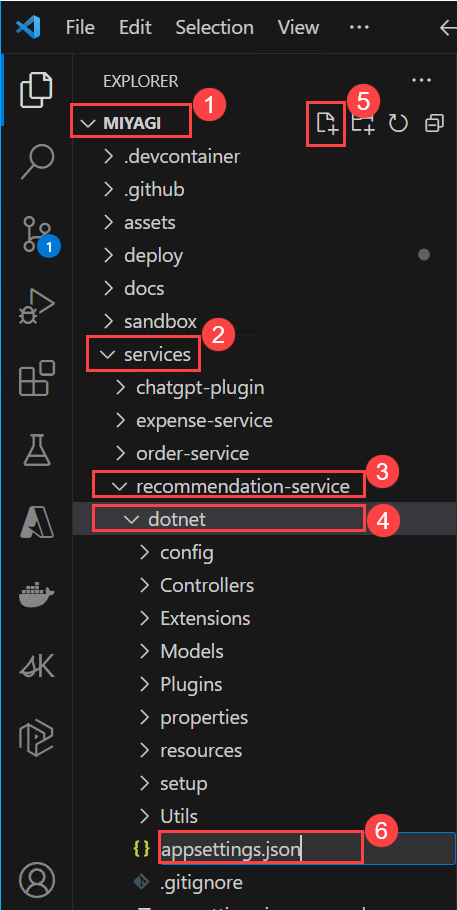 File Edit Selection View ...
EXPLORER ...
MIYAGI 1 5
.devcontainer
.github
assets
deploy
1
docs
sandbox
2
services
chatgpt-plugin
expense-service
order-service
recommendation-service 3
dotnet 4
config
Controllers
Extensions
Models
Plugins
properties
resources
setup
Utils
{} appsettings.json 6
.gitignore